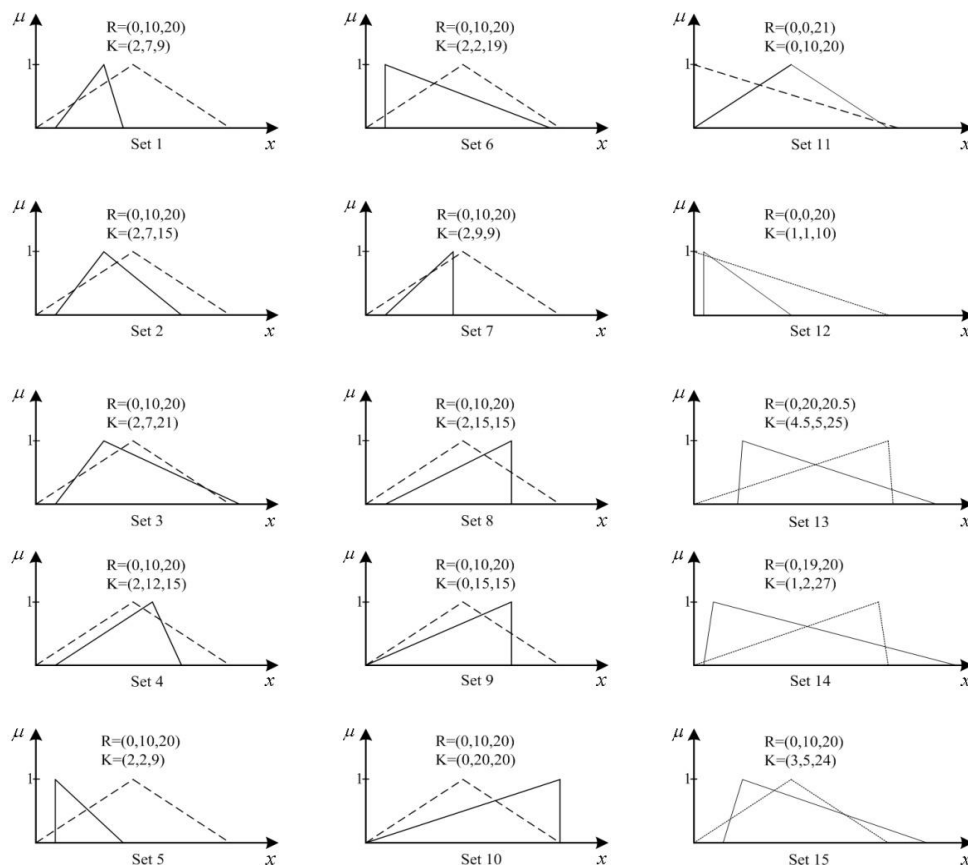 μ
R=(0,10,20)
K=(2,7,9)
1
Set 1
x
μ
R=(0,10,20)
K=(2,2,19)
1
Set 6
x
μ
R=(0,0,21)
K=(0,10,20)
1
Set 11
x
μ
R=(0,10,20)
K=(2,7,15)
1
Set 2
x
μ
R=(0,10,20)
K=(2,9,9)
1
Set 7
x
μ
R=(0,0,20)
K=(1,1,10)
1
Set 12
x
μ
R=(0,10,20)
K=(2,7,21)
1
Set 3
x
μ
R=(0,10,20)
K=(2,15,15)
1
Set 8
x
μ
R=(0,20,20.5)
K=(4.5,5,25)
1
Set 13
x
μ
R=(0,10,20)
K=(2,12,15)
1
Set 4
x
μ
R=(0,10,20)
K=(0,15,15)
1
Set 9
x
μ
R=(0,19,20)
K=(1,2,27)
1
Set 14
x
μ
R=(0,10,20)
K=(2,2,9)
1
Set 5
x
μ
R=(0,10,20)
K=(0,20,20)
1
Set 10
x
μ
R=(0,10,20)
K=(3,5,24)
1
Set 15
x